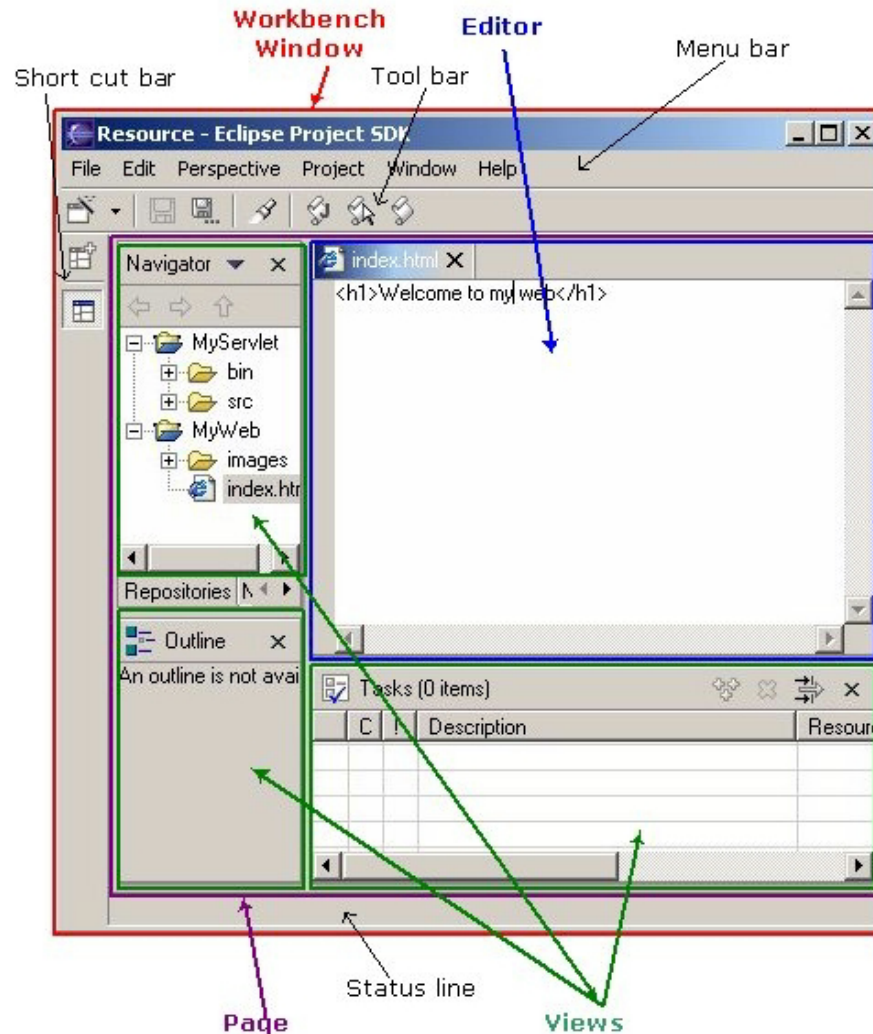 Workbench
Window
Editor
Menu bar
Short cut bar
Tool bar
Resource - Eclipse Project SDK
File Edit Perspective Project Window Help
Navigator
index.html
<h1>Welcome to my web</h1>
MyServlet
bin
src
MyWeb
images
index.htm
Repositories
Outline
An outline is not avai
Tasks (0 items)
C ! Description Resour
Status line
Page
Views